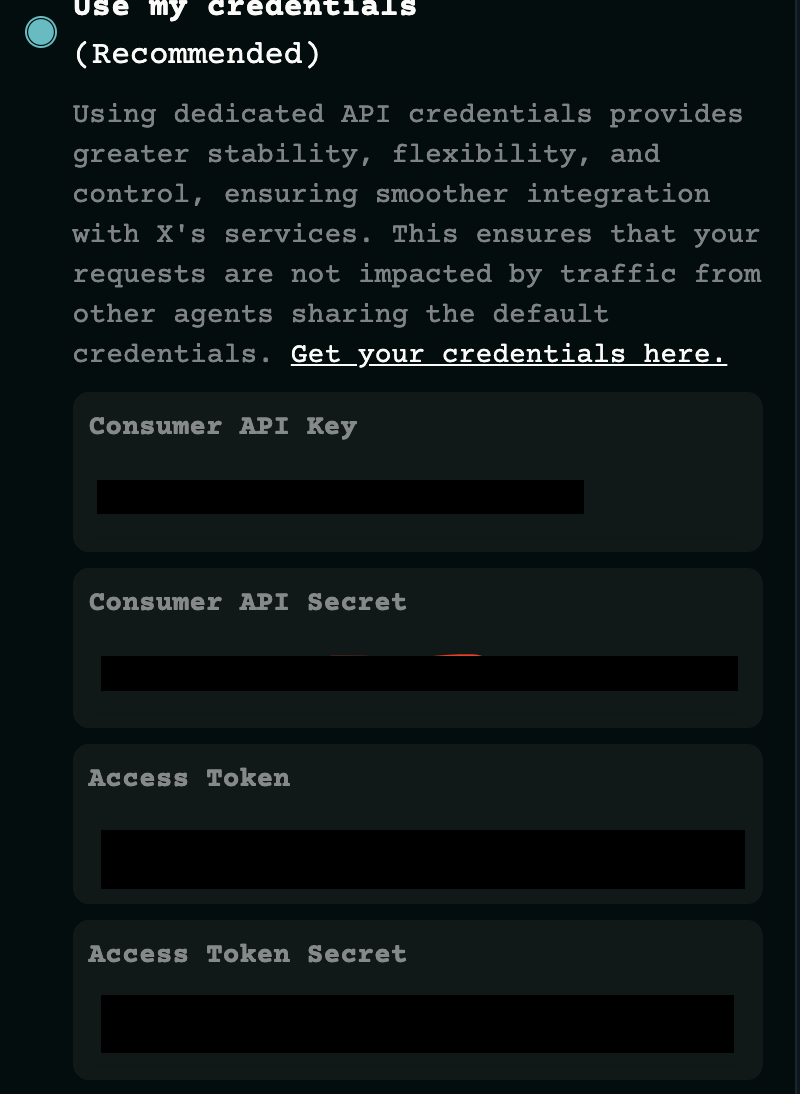 Use my credentials
(Recommended)
Using dedicated API credentials provides
greater stability, flexibility, and
control, ensuring smoother integration
with X's services. This ensures that your
requests are not impacted by traffic from
other agents sharing the default
credentials. Get your credentials here.
Consumer API Key
Consumer API Secret
Access Token
Access Token Secret